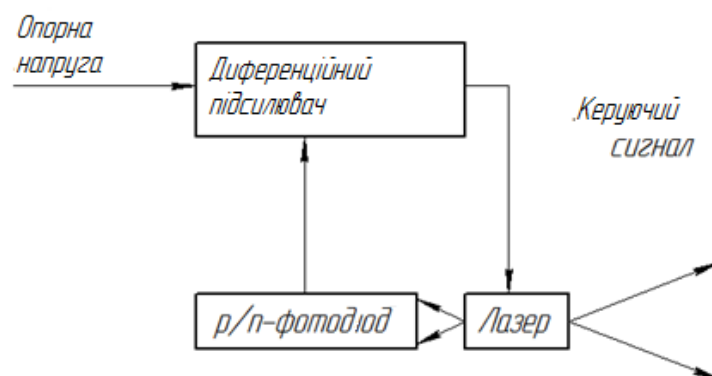 Опорна
напруга
Диференційний
підсилювач
Керуючий
сигнал
р/п-фотодіод
Лазер